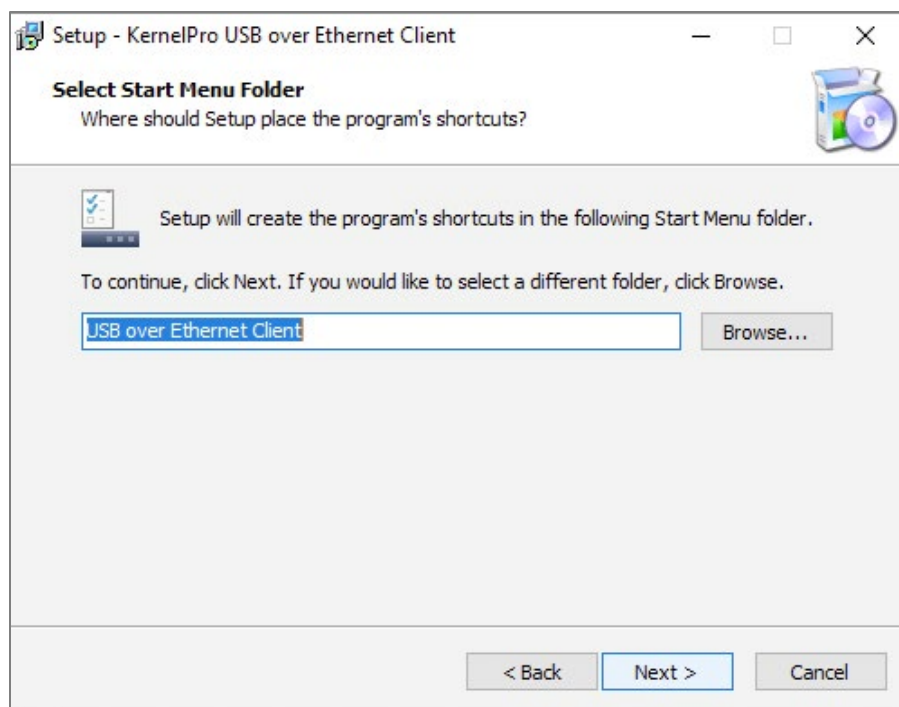 Setup - KernelPro USB over Ethernet Client
Select Start Menu Folder
Where should Setup place the program's shortcuts?
Setup will create the program's shortcuts in the following Start Menu folder.
To continue, click Next. If you would like to select a different folder, click Browse.
USB over Ethernet Client
Browse...
< Back
Next >
Cancel